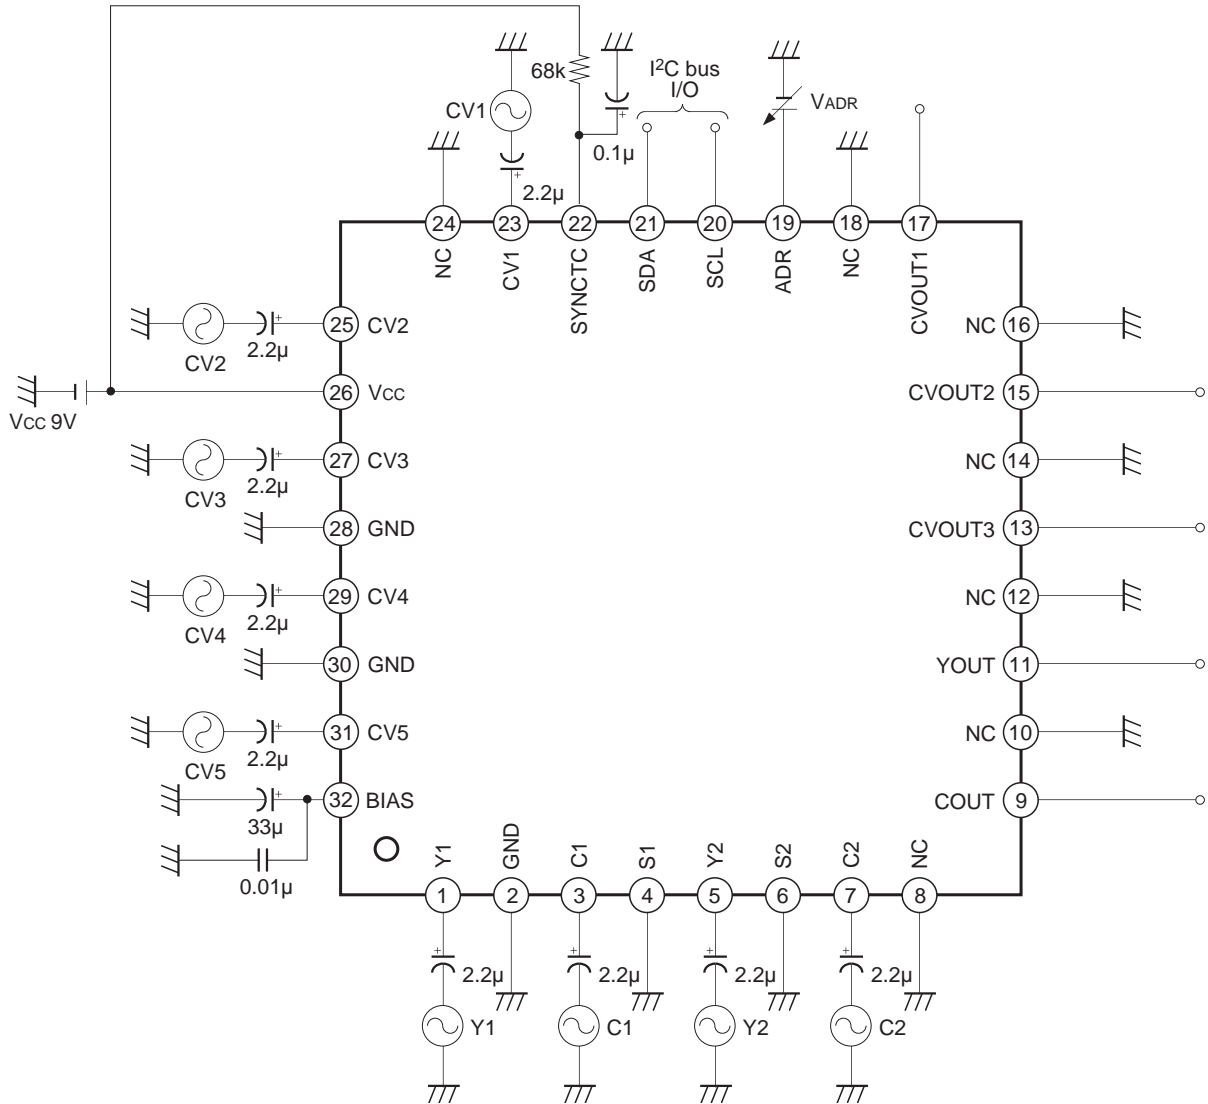 68k
I²C bus
I/O
CV1
VADR
0.1µ
2.2µ
24
23
22
21
20
19
18
17
NC
CV1
SYNCTC
SDA
SCL
ADR
NC
CVOUT1
25
CV2
2.2µ
CV2
NC
16
26
VCC
VCC 9V
CVOUT2
15
27
CV3
2.2µ
CV3
NC
14
28
GND
CVOUT3
13
29
CV4
2.2µ
CV4
NC
12
30
GND
YOUT
11
31
CV5
2.2µ
CV5
NC
10
32
BIAS
33µ
0.01µ
COUT
9
Y1
GND
C1
S1
Y2
S2
C2
NC
1
2
3
4
5
6
7
8
2.2µ
2.2µ
2.2µ
2.2µ
Y1
C1
Y2
C2